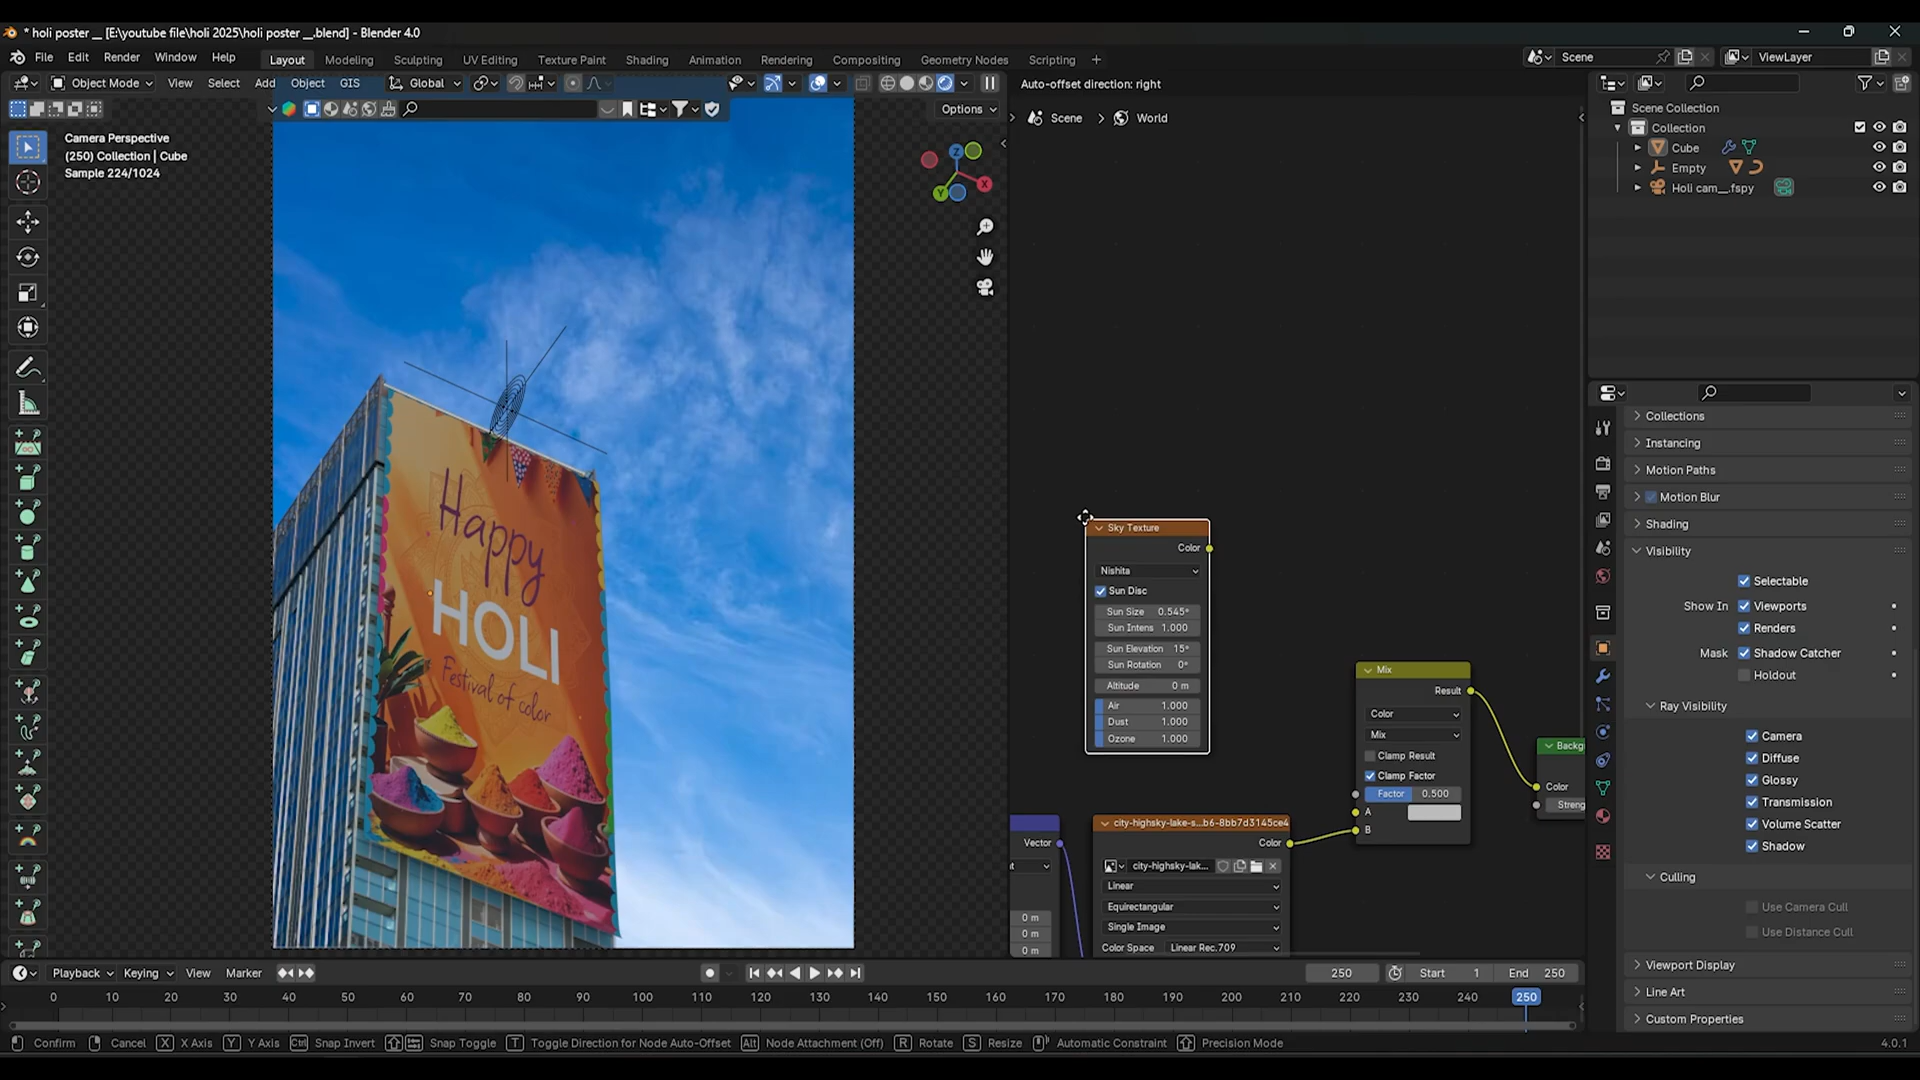 * holi poster __ [E:\youtube file\holi 2025\holi poster __.blend] - Blender 4.0
File Edit Render Window Help Layout Modeling Sculpting UV Editing Texture Paint Shading Animation Rendering Compositing Geometry Nodes Scripting + Scene ViewLayer
Object Mode View Select Add Object GIS Global Auto-offset direction: right
Options
Scene > World
Camera Perspective
(250) Collection | Cube
Sample 224/1024
Z
X
Y
Scene Collection
Collection
Cube
Empty
Holi cam__.fspy
Happy
HOLI
Festival of color
Sky Texture
Color
Nishita
Sun Disc
Sun Size 0.545°
Sun Intens 1.000
Sun Elevation 15°
Sun Rotation 0°
Altitude 0 m
Air 1.000
Dust 1.000
Ozone 1.000
Mix
Result
Color
Mix
Clamp Result
Clamp Factor
Factor 0.500
A
B
Backg
Color
Streng
Vector
0 m
0 m
0 m
city-highsky-lake-s...b6-8bb7d3145ce4
Color
city-highsky-lak...
Linear
Equirectangular
Single Image
Color Space Linear Rec.709
Collections
Instancing
Motion Paths
Motion Blur
Shading
Visibility
Selectable
Show In Viewports
Renders
Mask Shadow Catcher
Holdout
Ray Visibility
Camera
Diffuse
Glossy
Transmission
Volume Scatter
Shadow
Culling
Use Camera Cull
Use Distance Cull
Viewport Display
Line Art
Custom Properties
Playback Keying View Marker 250 Start 1 End 250
0 10 20 30 40 50 60 70 80 90 100 110 120 130 140 150 160 170 180 190 200 210 220 230 240 250
Confirm Cancel X X Axis Y Y Axis Ctrl Snap Invert Snap Toggle T Toggle Direction for Node Auto-Offset Alt Node Attachment (Off) R Rotate S Resize Automatic Constraint Precision Mode 4.0.1